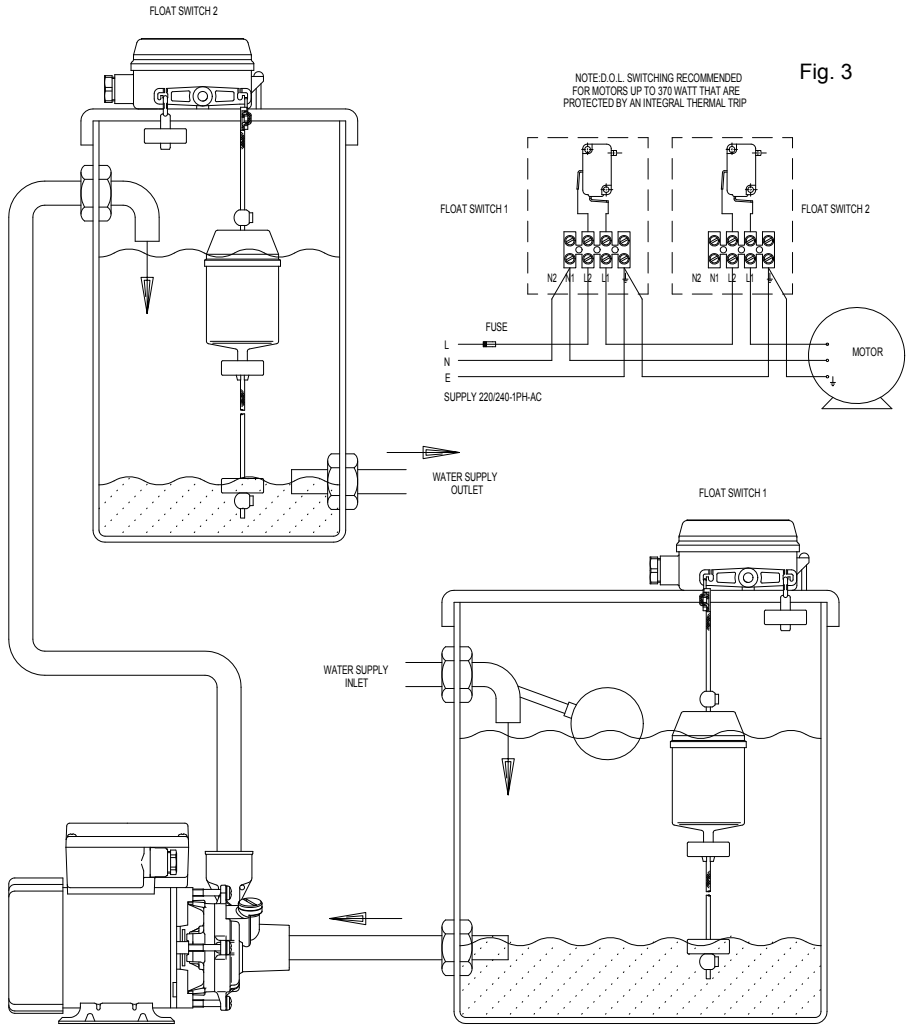 FLOAT SWITCH 2
Fig. 3
NOTE:D.O.L. SWITCHING RECOMMENDED
FOR MOTORS UP TO 370 WATT THAT ARE
PROTECTED BY AN INTEGRAL THERMAL TRIP
FLOAT SWITCH 1
FLOAT SWITCH 2
N2 N1 L2 L1
N2 N1 L2 L1
FUSE
L
N
E
MOTOR
SUPPLY 220/240-1PH-AC
WATER SUPPLY
OUTLET
FLOAT SWITCH 1
WATER SUPPLY
INLET